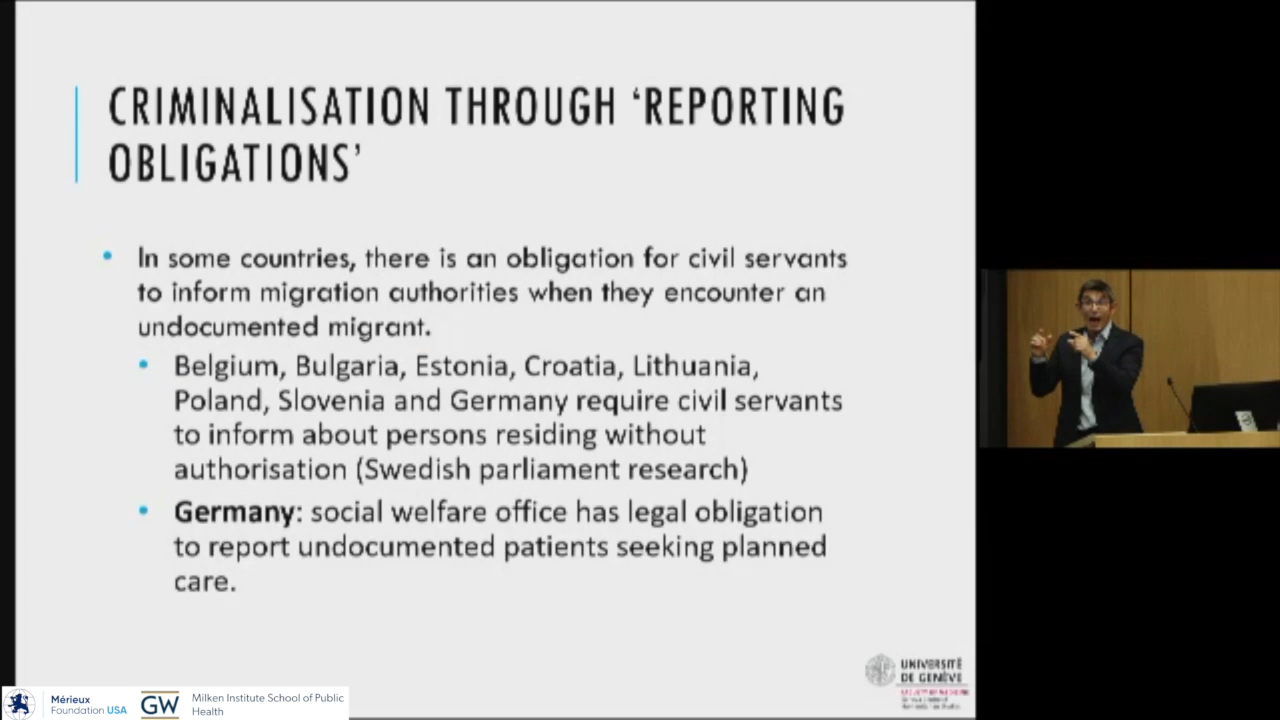 CRIMINALISATION THROUGH ‘REPORTING
OBLIGATIONS’
In some countries, there is an obligation for civil servants
to inform migration authorities when they encounter an
undocumented migrant.
Belgium, Bulgaria, Estonia, Croatia, Lithuania,
Poland, Slovenia and Germany require civil servants
to inform about persons residing without
authorisation (Swedish parliament research)
Germany: social welfare office has legal obligation
to report undocumented patients seeking planned
care.
UNIVERSITÉ
DE GENÈVE
FACULTY OF MEDICINE
Mérieux
Foundation USA
GW
Milken Institute School of Public
Health